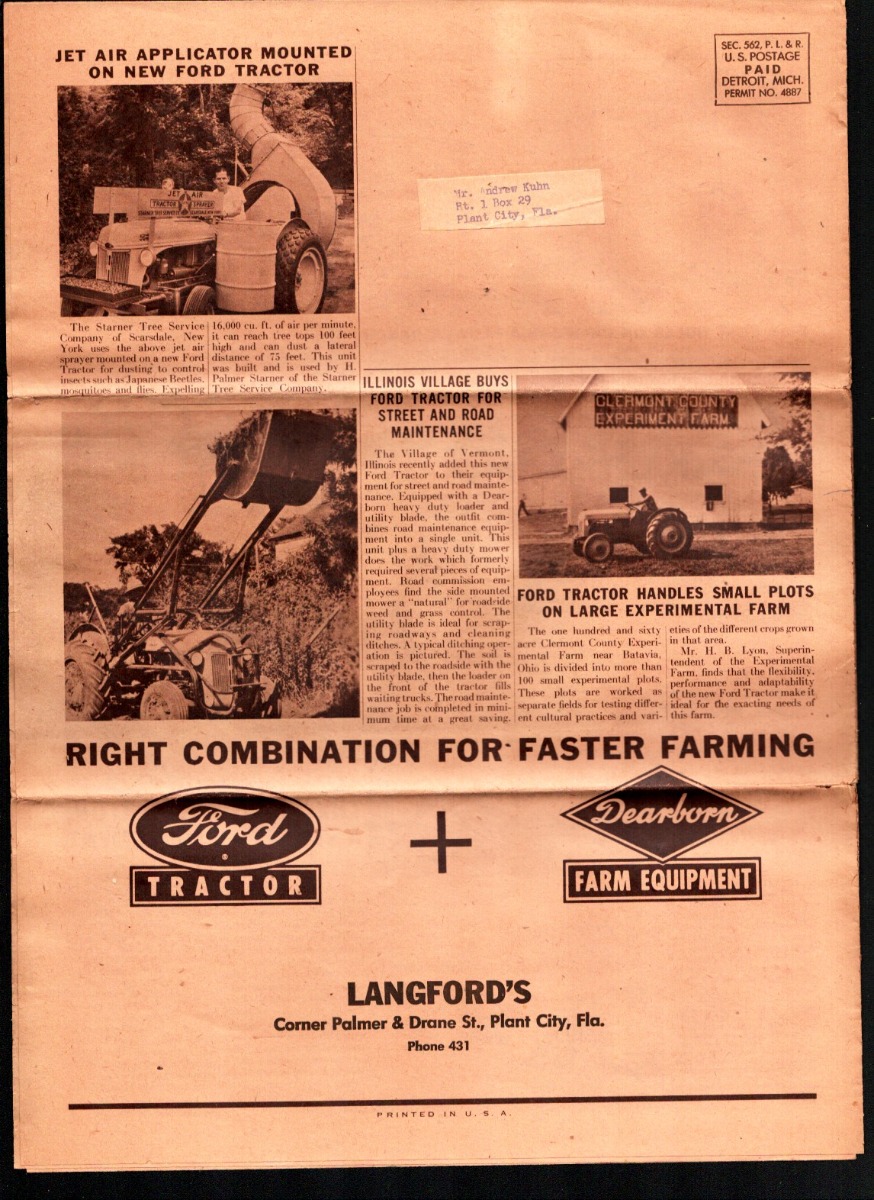 JET AIR APPLICATOR MOUNTED
ON NEW FORD TRACTOR
SEC. 562, P. L. & R.
U. S. POSTAGE
PAID
DETROIT, MICH.
PERMIT NO. 4887
Mr. Andrew Kuhn
Rt. 1 Box 29
Plant City, Fla.
JET AIR
TRACTOR SPRAYER
The Starner Tree Service
Company of Scarsdale, New
York uses the above jet air
sprayer mounted on a new Ford
Tractor for dusting to control
insects such as Japanese Beetles,
mosquitoes and flies. Expelling
16,000 cu. ft. of air per minute,
it can reach tree tops 100 feet
high and can dust a lateral
distance of 75 feet. This unit
was built and is used by H.
Palmer Starner of the Starner
Tree Service Company.
ILLINOIS VILLAGE BUYS
FORD TRACTOR FOR
STREET AND ROAD
MAINTENANCE
The Village of Vermont,
Illinois recently added this new
Ford Tractor to their equip-
ment for street and road mainte-
nance. Equipped with a Dear-
born heavy duty loader and
utility blade, the outfit com-
bines road maintenance equip-
ment into a single unit. This
unit plus a heavy duty mower
does the work which formerly
required several pieces of equip-
ment. Road commission em-
ployees find the side mounted
mower a "natural" for roadside
weed and grass control. The
utility blade is ideal for scrap-
ing roadways and cleaning
ditches. A typical ditching oper-
ation is pictured. The soil is
scraped to the roadside with the
utility blade, then the loader on
the front of the tractor fills
waiting trucks. The road mainte-
nance job is completed in mini-
mum time at a great saving.
CLERMONT COUNTY
EXPERIMENT FARM
FORD TRACTOR HANDLES SMALL PLOTS
ON LARGE EXPERIMENTAL FARM
The one hundred and sixty
acre Clermont County Experi-
mental Farm near Batavia,
Ohio is divided into more than
100 small experimental plots.
These plots are worked as
separate fields for testing differ-
ent cultural practices and vari-
eties of the different crops grown
in that area.
Mr. H. B. Lyon, Superin-
tendent of the Experimental
Farm, finds that the flexibility,
performance and adaptability
of the new Ford Tractor make it
ideal for the exacting needs of
this farm.
RIGHT COMBINATION FOR FASTER FARMING
Ford
TRACTOR
+
Dearborn
FARM EQUIPMENT
LANGFORD'S
Corner Palmer & Drane St., Plant City, Fla.
Phone 431
PRINTED IN U. S. A.